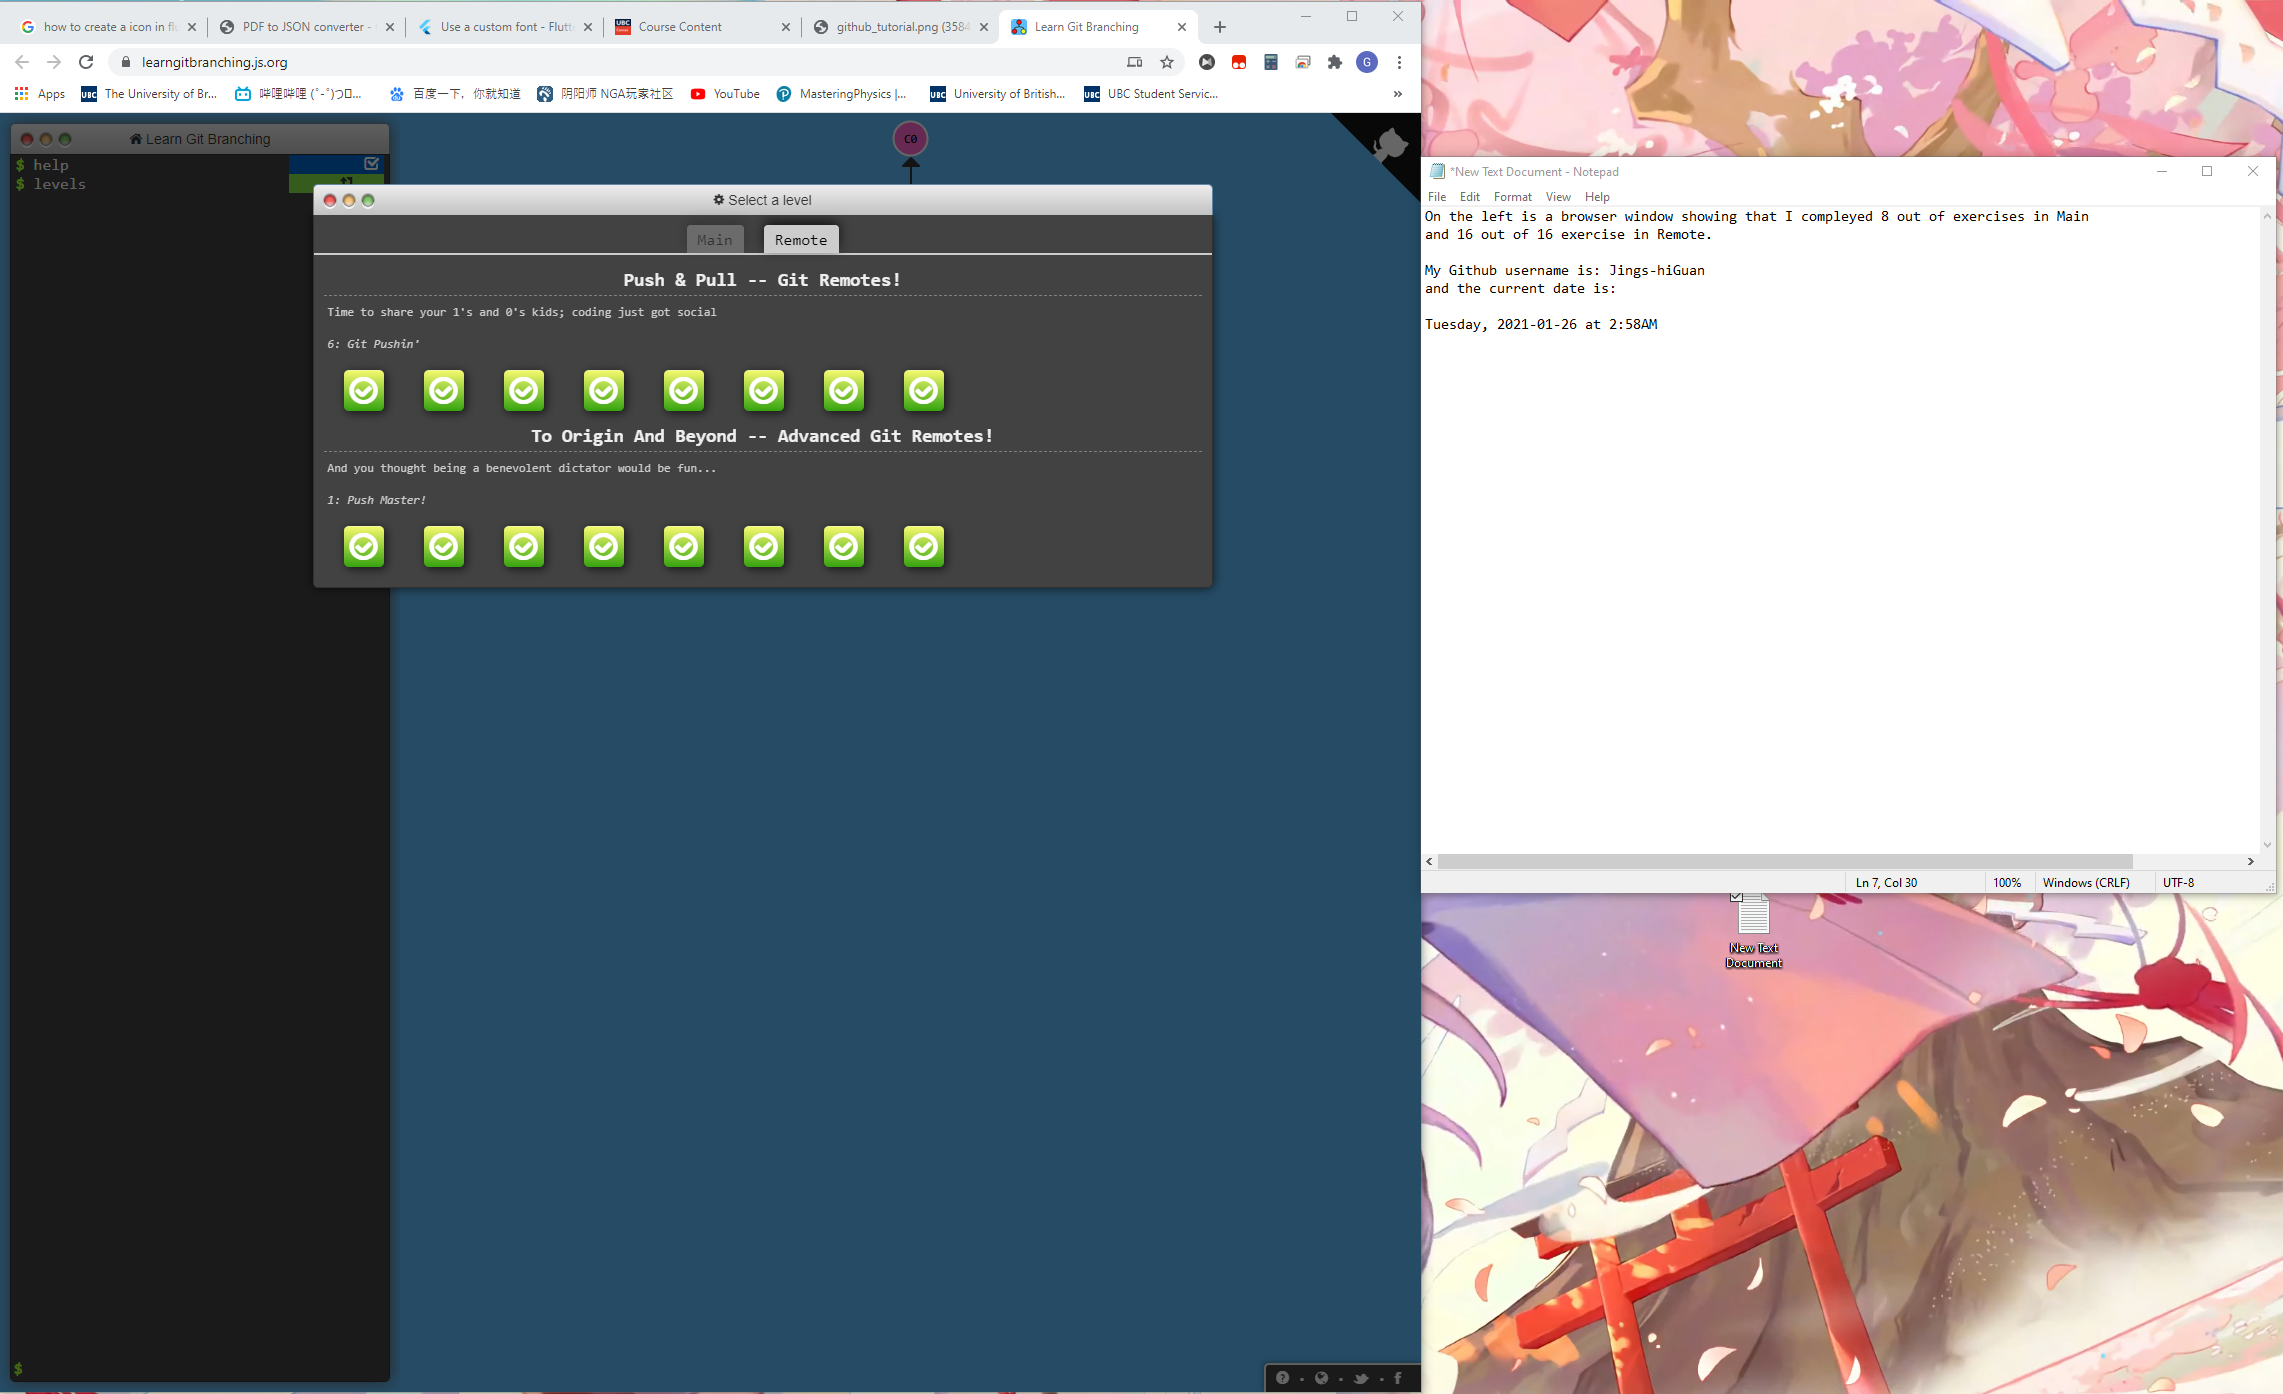 how to create a icon in flu
PDF to JSON converter -
Use a custom font - Flutt
Course Content
github_tutorial.png (3584
Learn Git Branching
learngitbranching.js.org
G
Apps
The University of Br...
哔哩哔哩 (゜-゜)つロ...
百度一下，你就知道
阴阳师 NGA玩家社区
YouTube
MasteringPhysics |...
University of British...
UBC Student Servic...
»
Learn Git Branching
$ help
$ levels
C0
Select a level
Main
Remote
Push & Pull -- Git Remotes!
Time to share your 1's and 0's kids; coding just got social
6: Git Pushin'
To Origin And Beyond -- Advanced Git Remotes!
And you thought being a benevolent dictator would be fun...
1: Push Master!
$
*New Text Document - Notepad
File Edit Format View Help
On the left is a browser window showing that I compleyed 8 out of exercises in Main
and 16 out of 16 exercise in Remote.
My Github username is: Jings-hiGuan
and the current date is:
Tuesday, 2021-01-26 at 2:58AM
Ln 7, Col 30
100%
Windows (CRLF)
UTF-8
New Text
Document